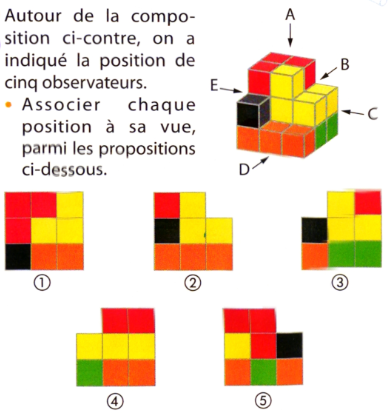 Autour de la compo-
sition ci-contre, on a
indiqué la position de
cinq observateurs.
• Associer chaque
position à sa vue,
parmi les propositions
ci-dessous.
A
B
E
C
D
① ② ③
④ ⑤